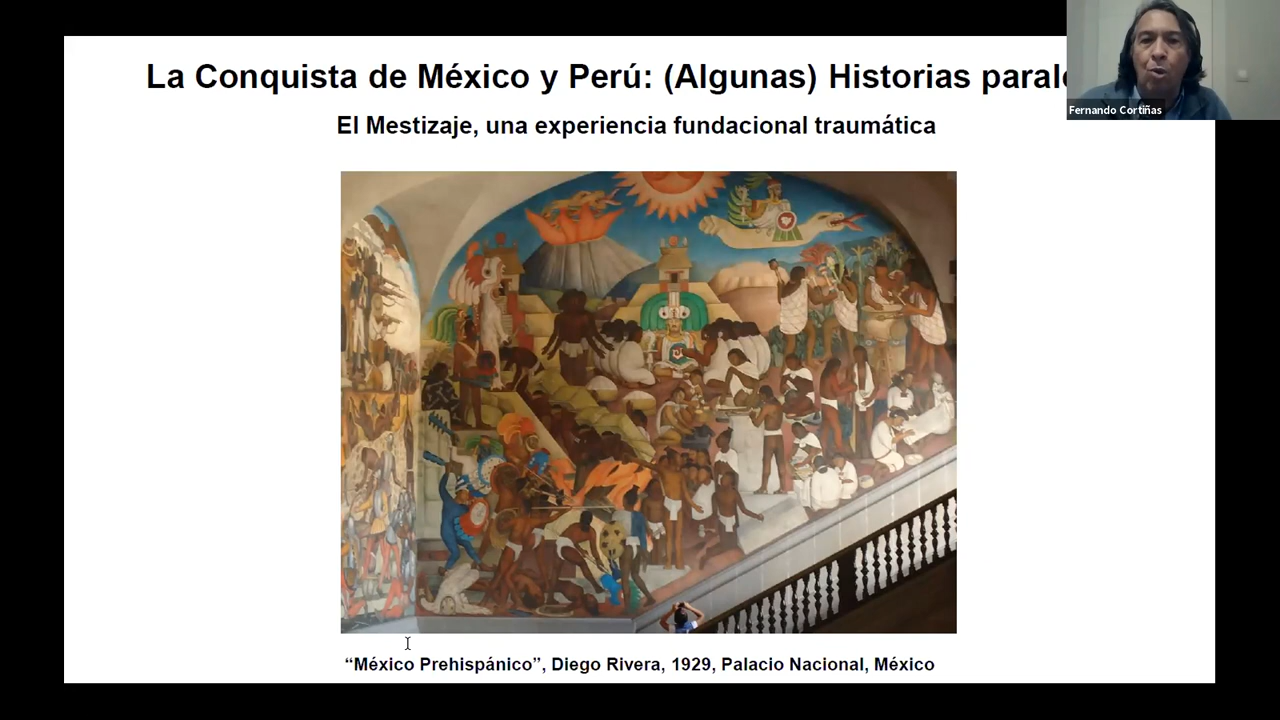 La Conquista de México y Perú: (Algunas) Historias
El Mestizaje, una experiencia fundacional traumática
Fernando Cortiñas
“México Prehispánico”, Diego Rivera, 1929, Palacio Nacional, México